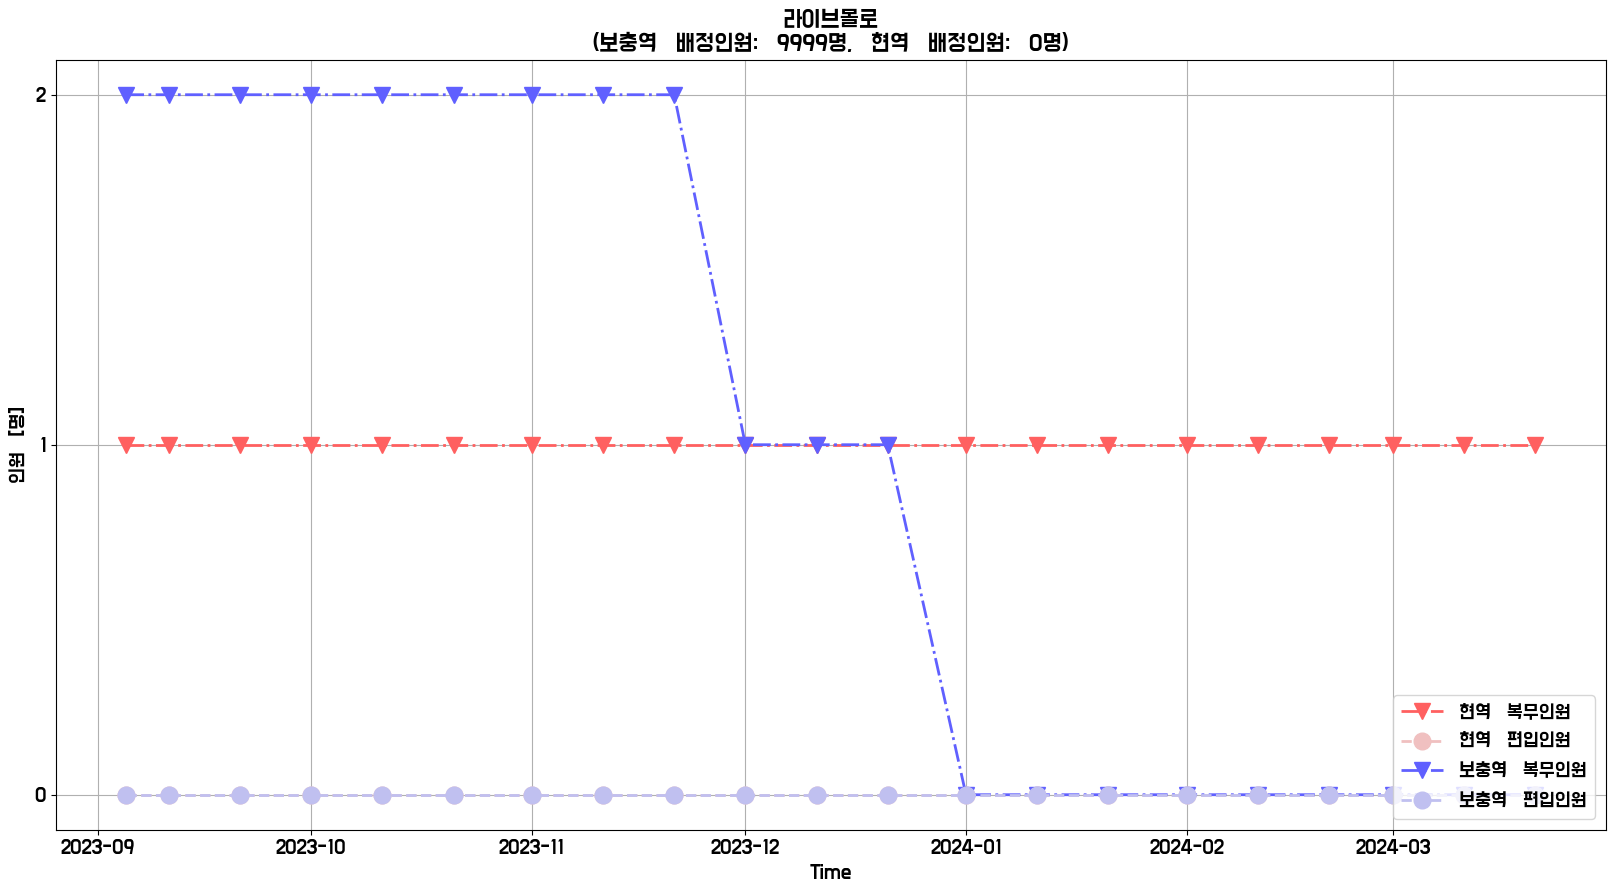 라이브몰로
(보충역 배정인원: 9999명, 현역 배정인원: 0명)
2
1
0
인원 [명]
2023-09 2023-10 2023-11 2023-12 2024-01 2024-02 2024-03
Time
현역 복무인원
현역 편입인원
보충역 복무인원
보충역 편입인원